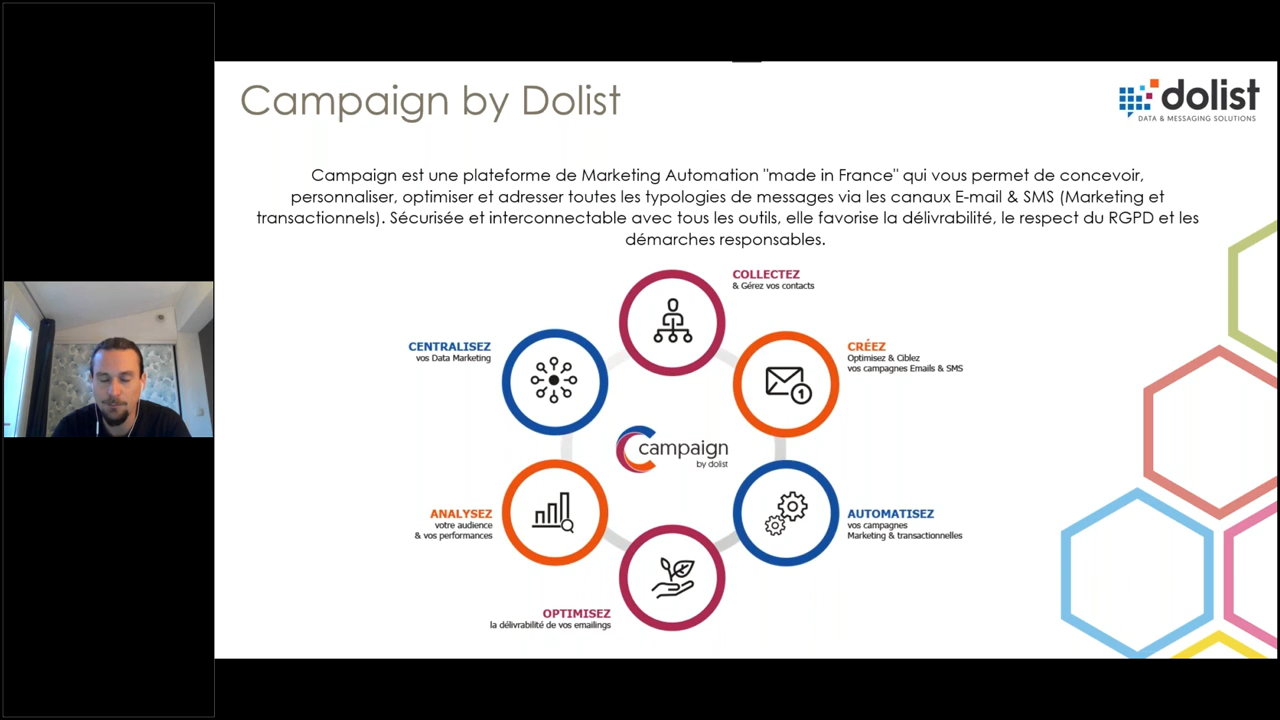 Campaign by Dolist
dolist
DATA & MESSAGING SOLUTIONS
Campaign est une plateforme de Marketing Automation "made in France" qui vous permet de concevoir,
personnaliser, optimiser et adresser toutes les typologies de messages via les canaux E-mail & SMS (Marketing et
transactionnels). Sécurisée et interconnectable avec tous les outils, elle favorise la délivrabilité, le respect du RGPD et les
démarches responsables.
COLLECTEZ
& Gérez vos contacts
CENTRALISEZ
vos Data Marketing
CRÉEZ
Optimisez & Ciblez
vos campagnes Emails & SMS
1
campaign
by dolist
ANALYSEZ
votre audience
& vos performances
AUTOMATISEZ
vos campagnes
Marketing & transactionnelles
OPTIMISEZ
la délivrabilité de vos emailings